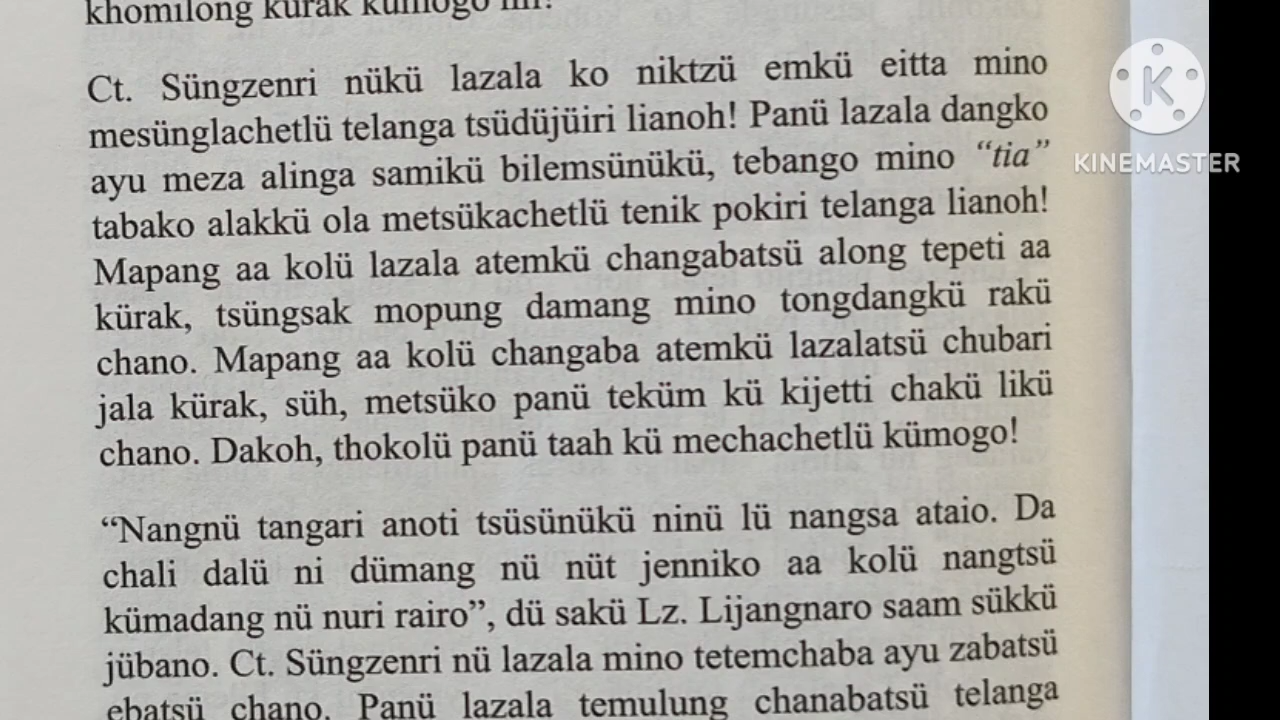 khomilong kürak kümogo nii!
Ct. Süngzenri nükü lazala ko niktzü emkü eitta mino
mesünglachetlü telanga tsüdüjüiri lianoh! Panü lazala dangko
ayu meza alinga samikü bilemsünükü, tebango mino “tia”
tabako alakkü ola metsükachetlü tenik pokiri telanga lianoh!
Mapang aa kolü lazala atemkü changabatsü along tepeti aa
kürak, tsüngsak mopung damang mino tongdangkü rakü
chano. Mapang aa kolü changaba atemkü lazalatsü chubari
jala kürak, süh, metsüko panü teküm kü kijetti chakü likü
chano. Dakoh, thokolü panü taah kü mechachetlü kümogo!
“Nangnü tangari anoti tsüsünükü ninü lü nangsa ataio. Da
chali dalü ni dümang nü nüt jenniko aa kolü nangtsü
kümadang nü nuri rairo”, dü sakü Lz. Lijangnaro saam sükkü
jübano. Ct. Süngzenri nü lazala mino tetemchaba ayu zabatsü
ebatsü chano. Panü lazala temulung chanabatsü telanga
KINEMASTER